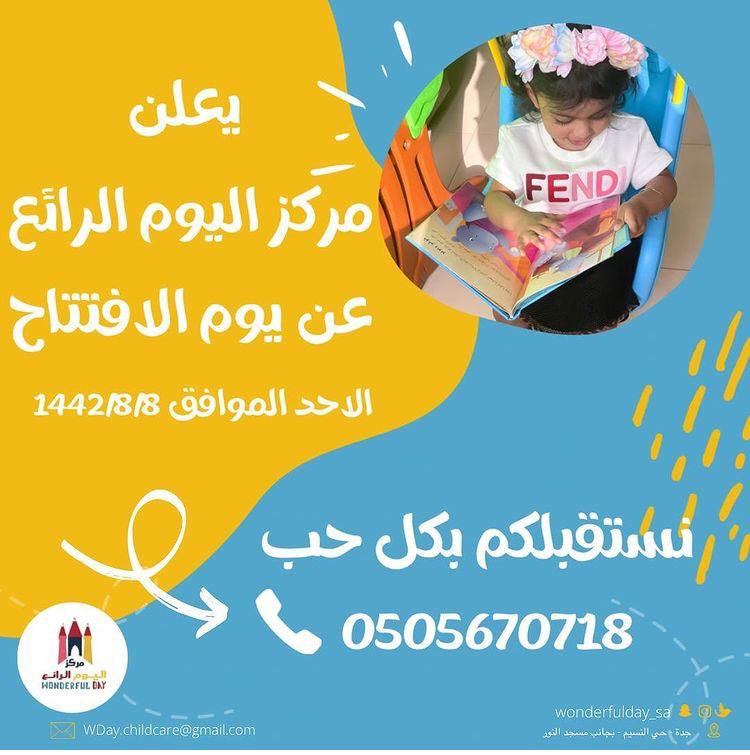 يعلن
مركز اليوم الرائع
عن يوم الافتتاح
الاحد الموافق 1442/8/8
FENDI
نستقبلكم بكل حب
0505670718
مركز
اليوم الرائع
WONDERFUL DAY
WDay.childcare@gmail.com
wonderfulday_sa
جدة - حي النسيم - بجانب مسجد النور